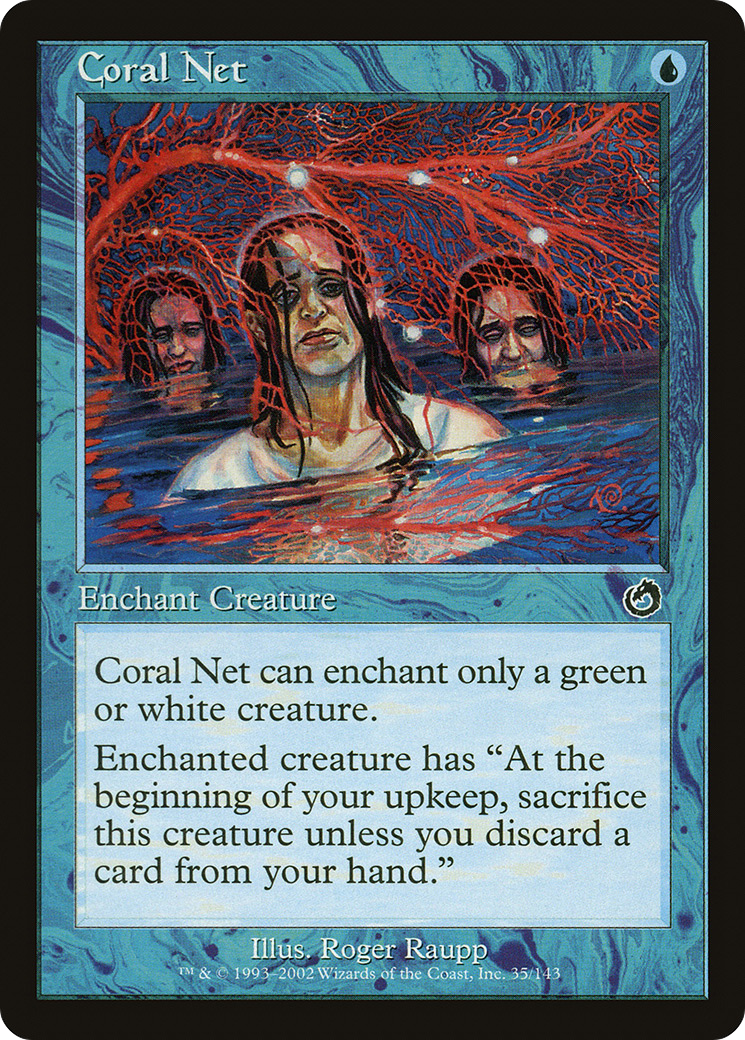 Coral Net
Enchant Creature
Coral Net can enchant only a green
or white creature.
Enchanted creature has “At the
beginning of your upkeep, sacrifice
this creature unless you discard a
card from your hand.”
Illus. Roger Raupp
™ & © 1993–2002 Wizards of the Coast, Inc. 35/143